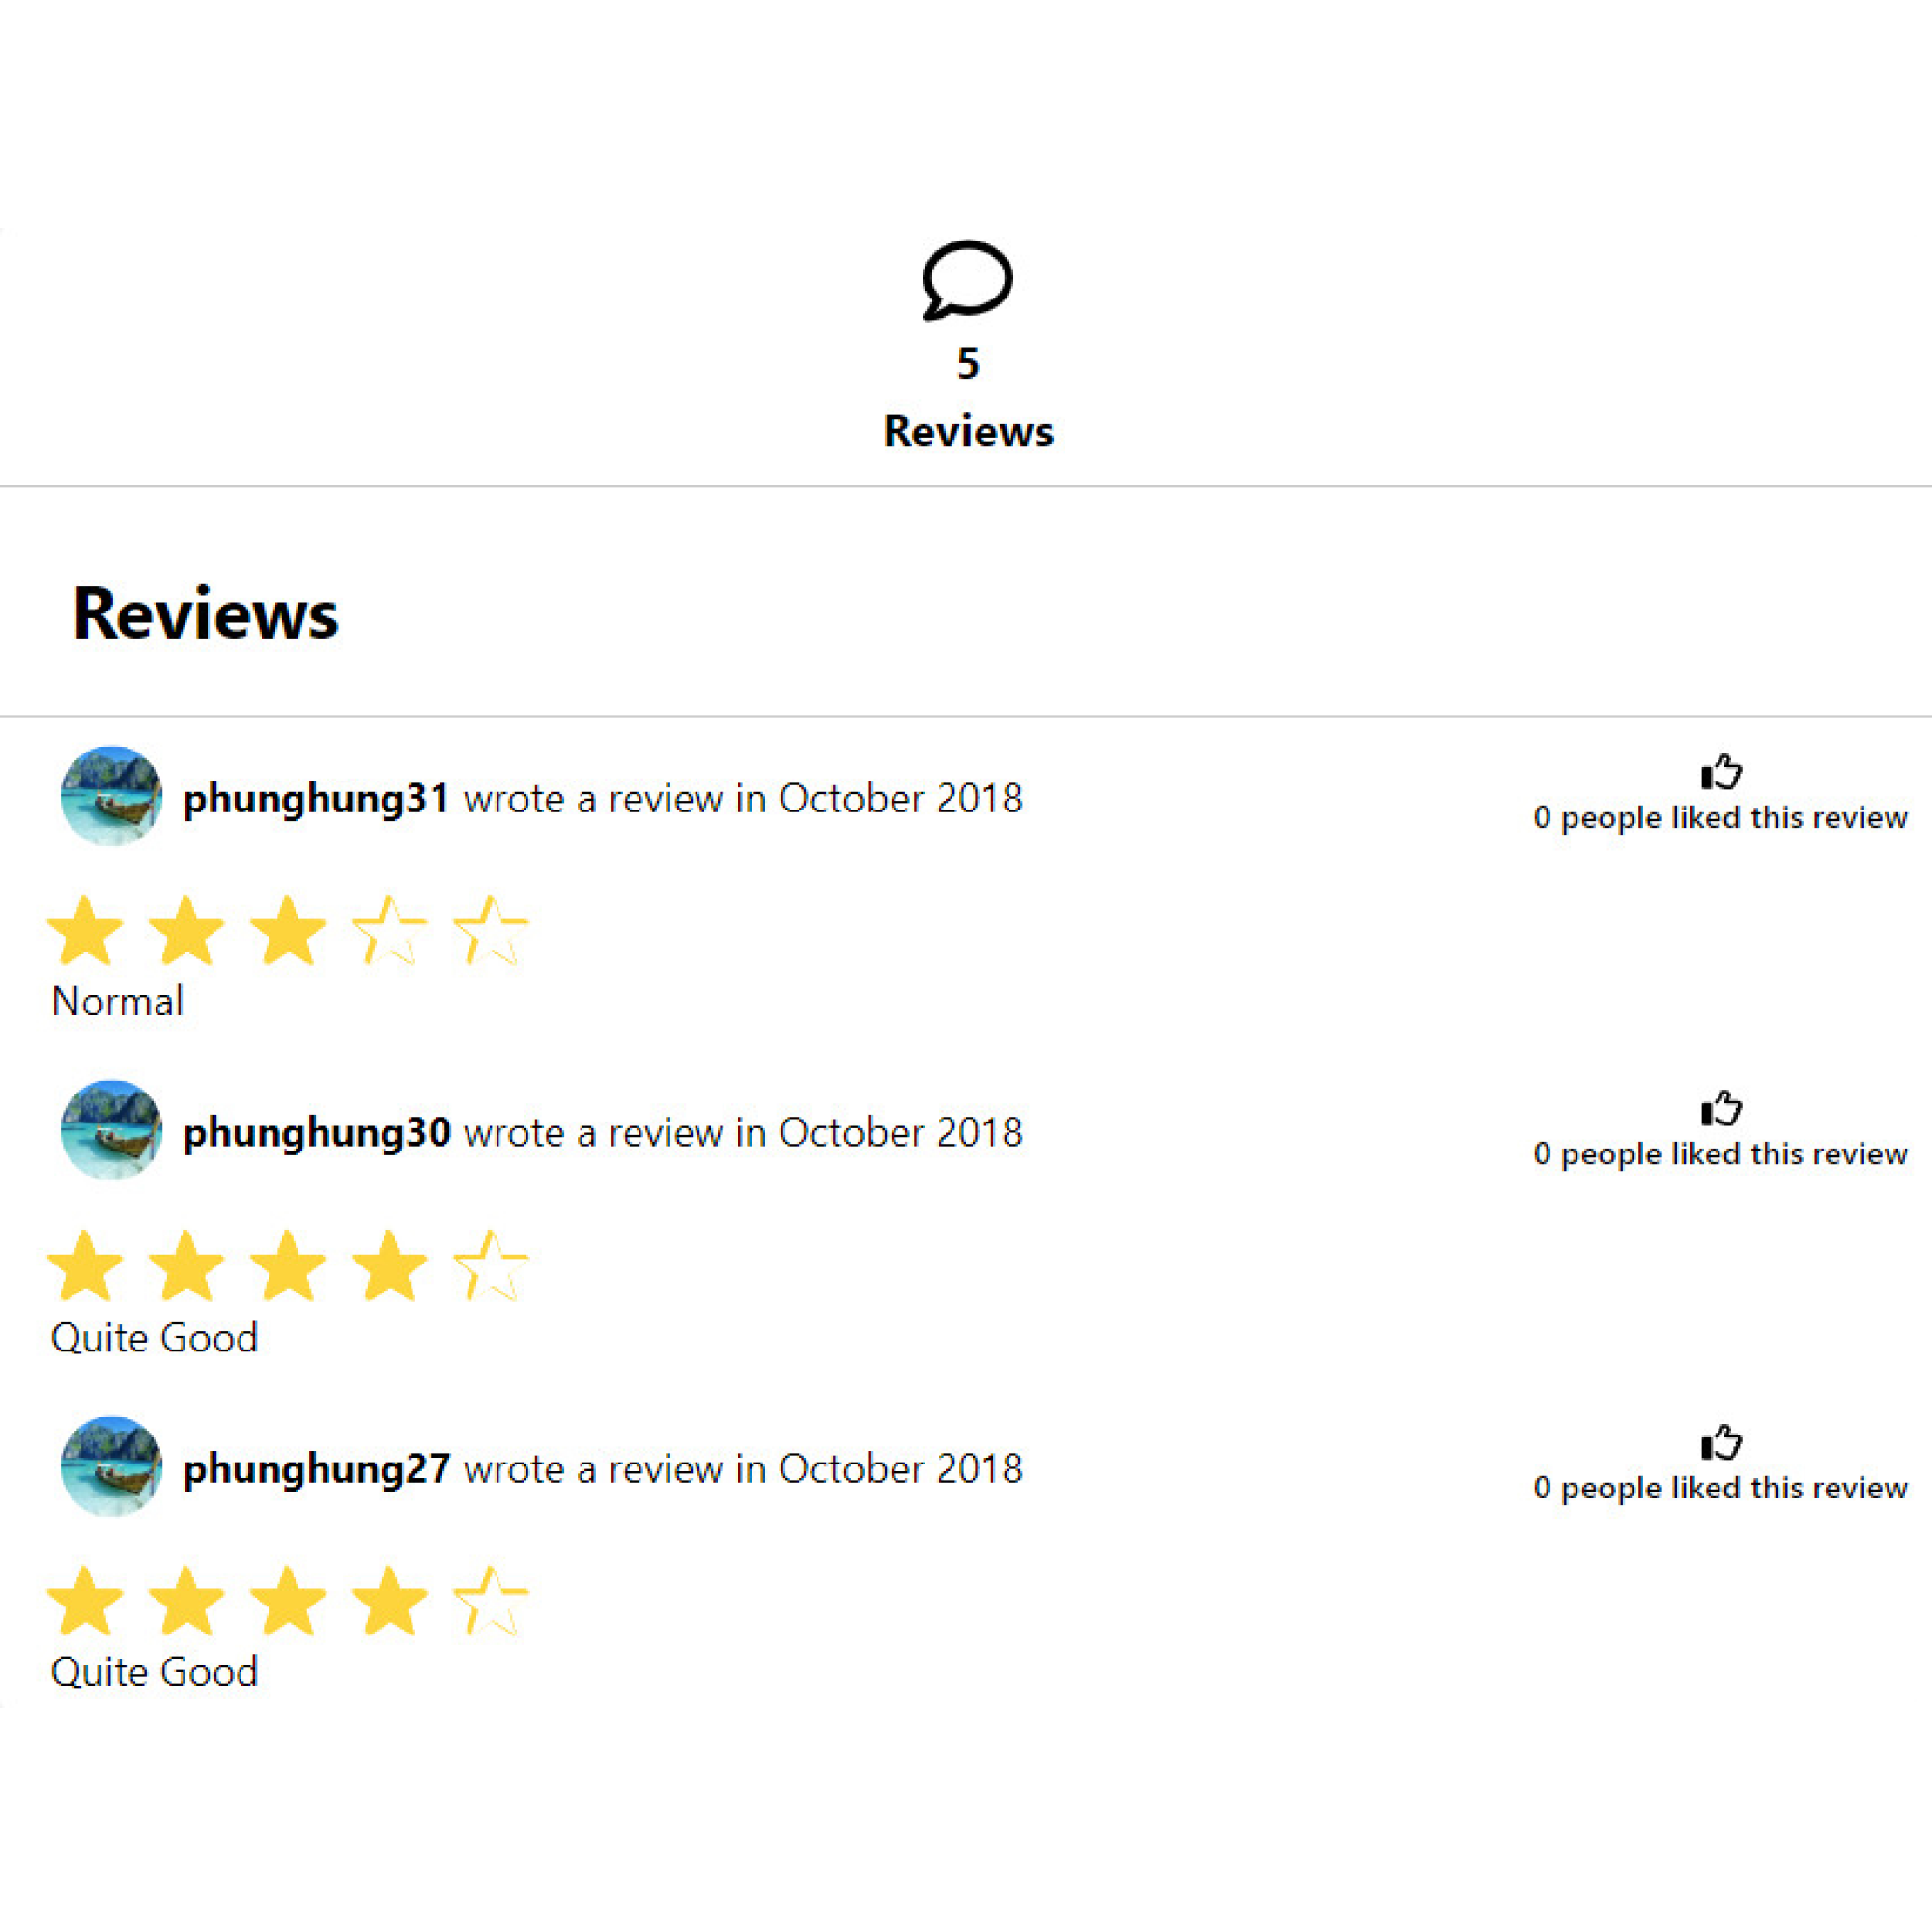 5
Reviews
Reviews
phunghung31 wrote a review in October 2018
0 people liked this review
Normal
phunghung30 wrote a review in October 2018
0 people liked this review
Quite Good
phunghung27 wrote a review in October 2018
0 people liked this review
Quite Good